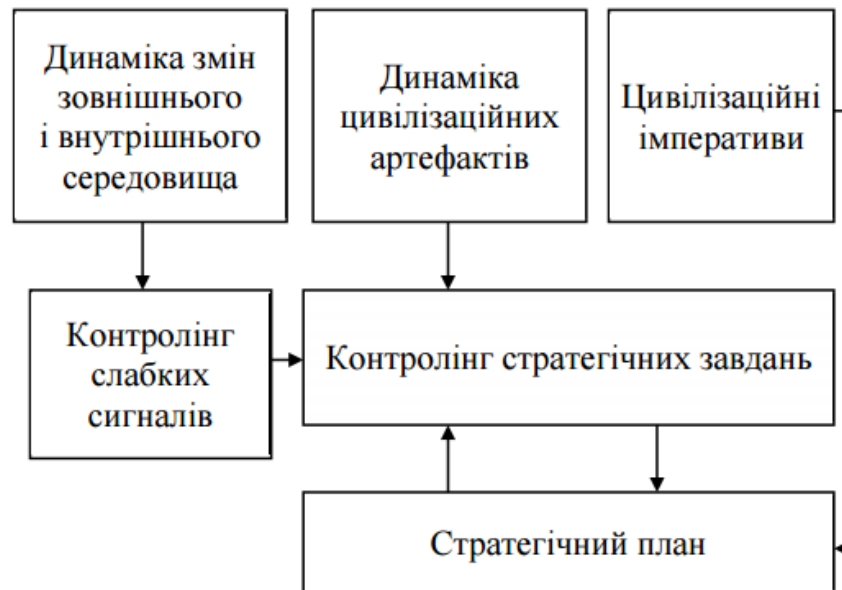 Динаміка змін
зовнішнього
і внутрішнього
середовища
Динаміка
цивілізаційних
артефактів
Цивілізаційні
імперативи
Контролінг
слабких
сигналів
Контролінг стратегічних завдань
Стратегічний план